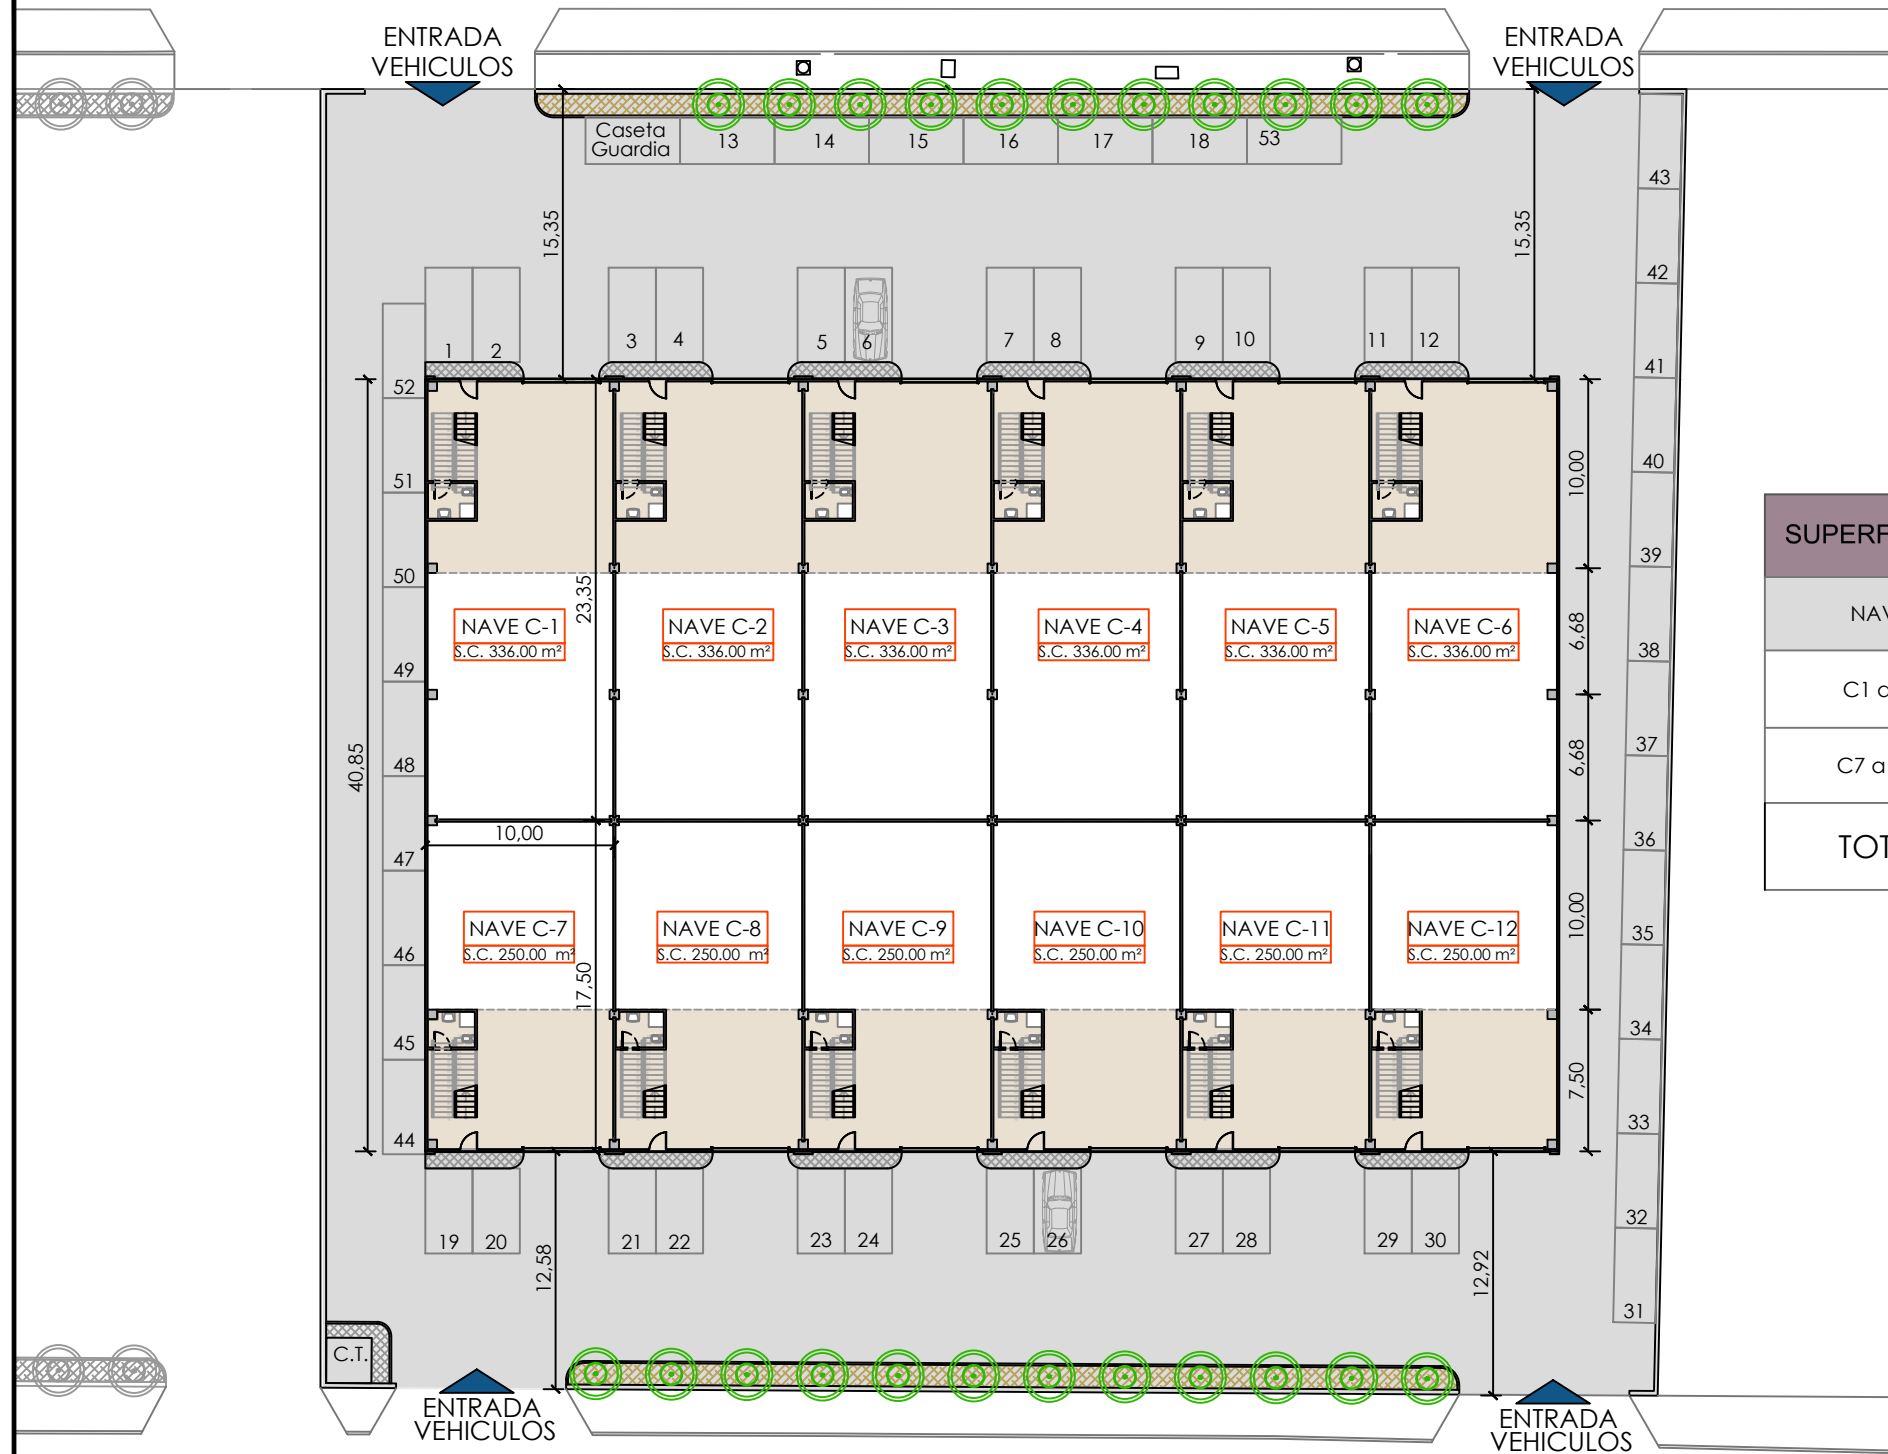 ENTRADA
VEHICULOS
ENTRADA
VEHICULOS
Caseta
Guardia
13
14
15
16
17
18
53
43
15,35
15,35
42
1
2
3
4
5
6
7
8
9
10
11
12
41
52
51
50
49
48
47
46
45
44
40
39
38
37
36
35
34
33
32
31
10,00
6,68
6,68
10,00
7,50
40,85
23,35
17,50
10,00
NAVE C-1
S.C. 336.00 m²
NAVE C-2
S.C. 336.00 m²
NAVE C-3
S.C. 336.00 m²
NAVE C-4
S.C. 336.00 m²
NAVE C-5
S.C. 336.00 m²
NAVE C-6
S.C. 336.00 m²
NAVE C-7
S.C. 250.00 m²
NAVE C-8
S.C. 250.00 m²
NAVE C-9
S.C. 250.00 m²
NAVE C-10
S.C. 250.00 m²
NAVE C-11
S.C. 250.00 m²
NAVE C-12
S.C. 250.00 m²
19
20
21
22
23
24
25
26
27
28
29
30
12,58
12,92
C.T.
ENTRADA
VEHICULOS
ENTRADA
VEHICULOS
SUPERF
NAV
C1 a
C7 a
TOT